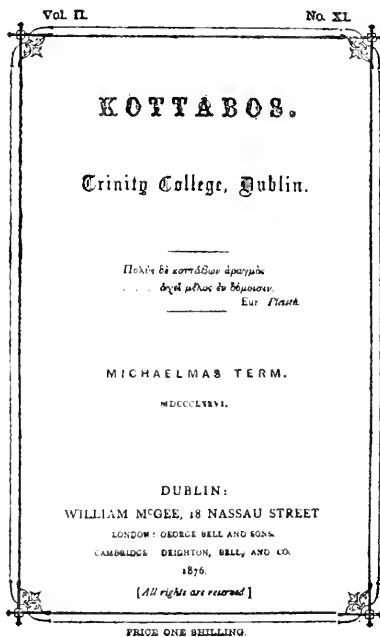 Vol. II. No. XI.
KOTTABOS.
Trinity College, Dublin.
Πολὺς δὲ κοττάβων ἀραγμὸς
. . . . ἀχεῖ μέλος ἐν δόμοισιν.
Eur Pleisth.
MICHAELMAS TERM.
MDCCCLXXVI.
DUBLIN:
WILLIAM McGEE, 18 NASSAU STREET
LONDON: GEORGE BELL AND SONS.
CAMBRIDGE DEIGHTON, BELL, AND CO.
1876.
[All rights are reserved]
PRICE ONE SHILLING.